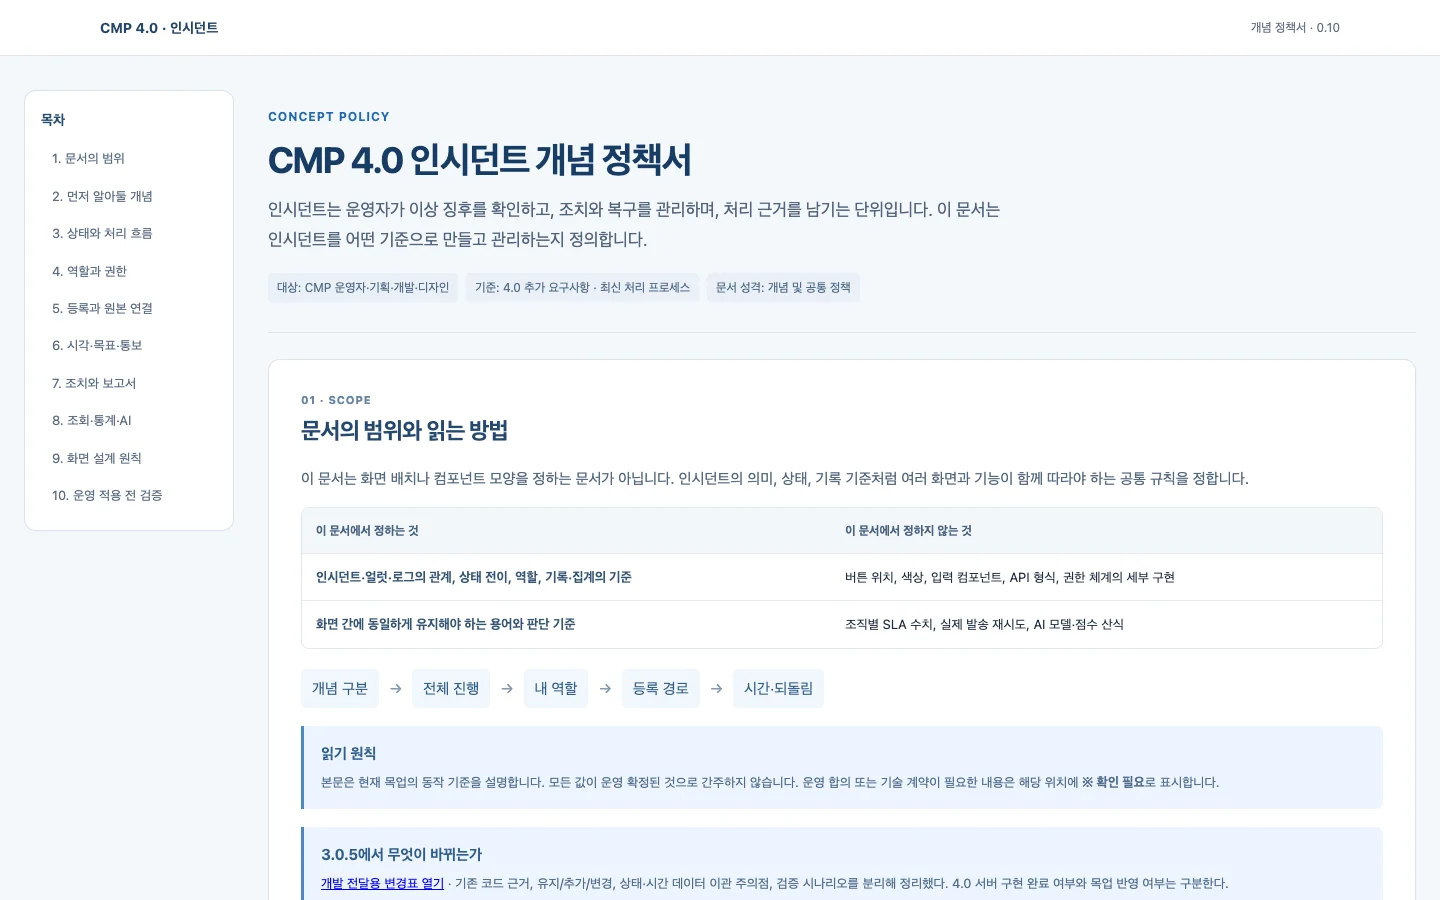 CMP 4.0 · 인시던트
개념 정책서 · 0.10
목차
1. 문서의 범위
2. 먼저 알아둘 개념
3. 상태와 처리 흐름
4. 역할과 권한
5. 등록과 원본 연결
6. 시각·목표·통보
7. 조치와 보고서
8. 조회·통계·AI
9. 화면 설계 원칙
10. 운영 적용 전 검증
CONCEPT POLICY
CMP 4.0 인시던트 개념 정책서
인시던트는 운영자가 이상 징후를 확인하고, 조치와 복구를 관리하며, 처리 근거를 남기는 단위입니다. 이 문서는
인시던트를 어떤 기준으로 만들고 관리하는지 정의합니다.
대상: CMP 운영자·기획·개발·디자인
기준: 4.0 추가 요구사항 · 최신 처리 프로세스
문서 성격: 개념 및 공통 정책
01 · SCOPE
문서의 범위와 읽는 방법
이 문서는 화면 배치나 컴포넌트 모양을 정하는 문서가 아닙니다. 인시던트의 의미, 상태, 기록 기준처럼 여러 화면과 기능이 함께 따라야 하는 공통 규칙을 정합니다.
이 문서에서 정하는 것
이 문서에서 정하지 않는 것
인시던트·얼럿·로그의 관계, 상태 전이, 역할, 기록·집계의 기준
버튼 위치, 색상, 입력 컴포넌트, API 형식, 권한 체계의 세부 구현
화면 간에 동일하게 유지해야 하는 용어와 판단 기준
조직별 SLA 수치, 실제 발송 재시도, AI 모델·점수 산식
개념 구분 → 전체 진행 → 내 역할 → 등록 경로 → 시간·되돌림
읽기 원칙
본문은 현재 목업의 동작 기준을 설명합니다. 모든 값이 운영 확정된 것으로 간주하지 않습니다. 운영 합의 또는 기술 계약이 필요한 내용은 해당 위치에 ※ 확인 필요로 표시합니다.
3.0.5에서 무엇이 바뀌는가
개발 전달용 변경표 열기 · 기존 코드 근거, 유지/추가/변경, 상태·시간 데이터 이관 주의점, 검증 시나리오를 분리해 정리했다. 4.0 서버 구현 완료 여부와 목업 반영 여부는 구분한다.